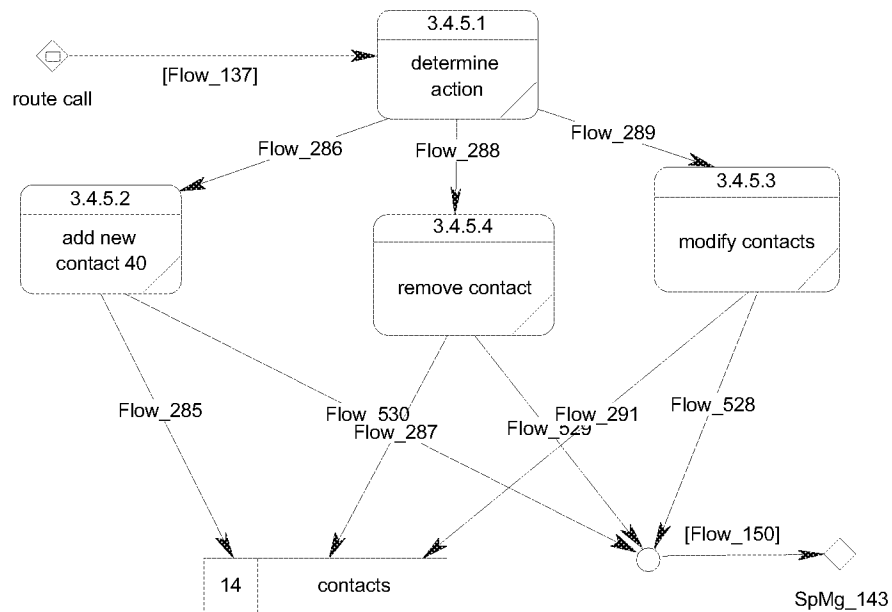 3.4.5.1
determine
action
[Flow_137]
route call
Flow_286
Flow_288
Flow_289
3.4.5.2
add new
contact 40
3.4.5.4
remove contact
3.4.5.3
modify contacts
Flow_285
Flow_530
Flow_287
Flow_529
Flow_291
Flow_528
14
contacts
[Flow_150]
SpMg_143